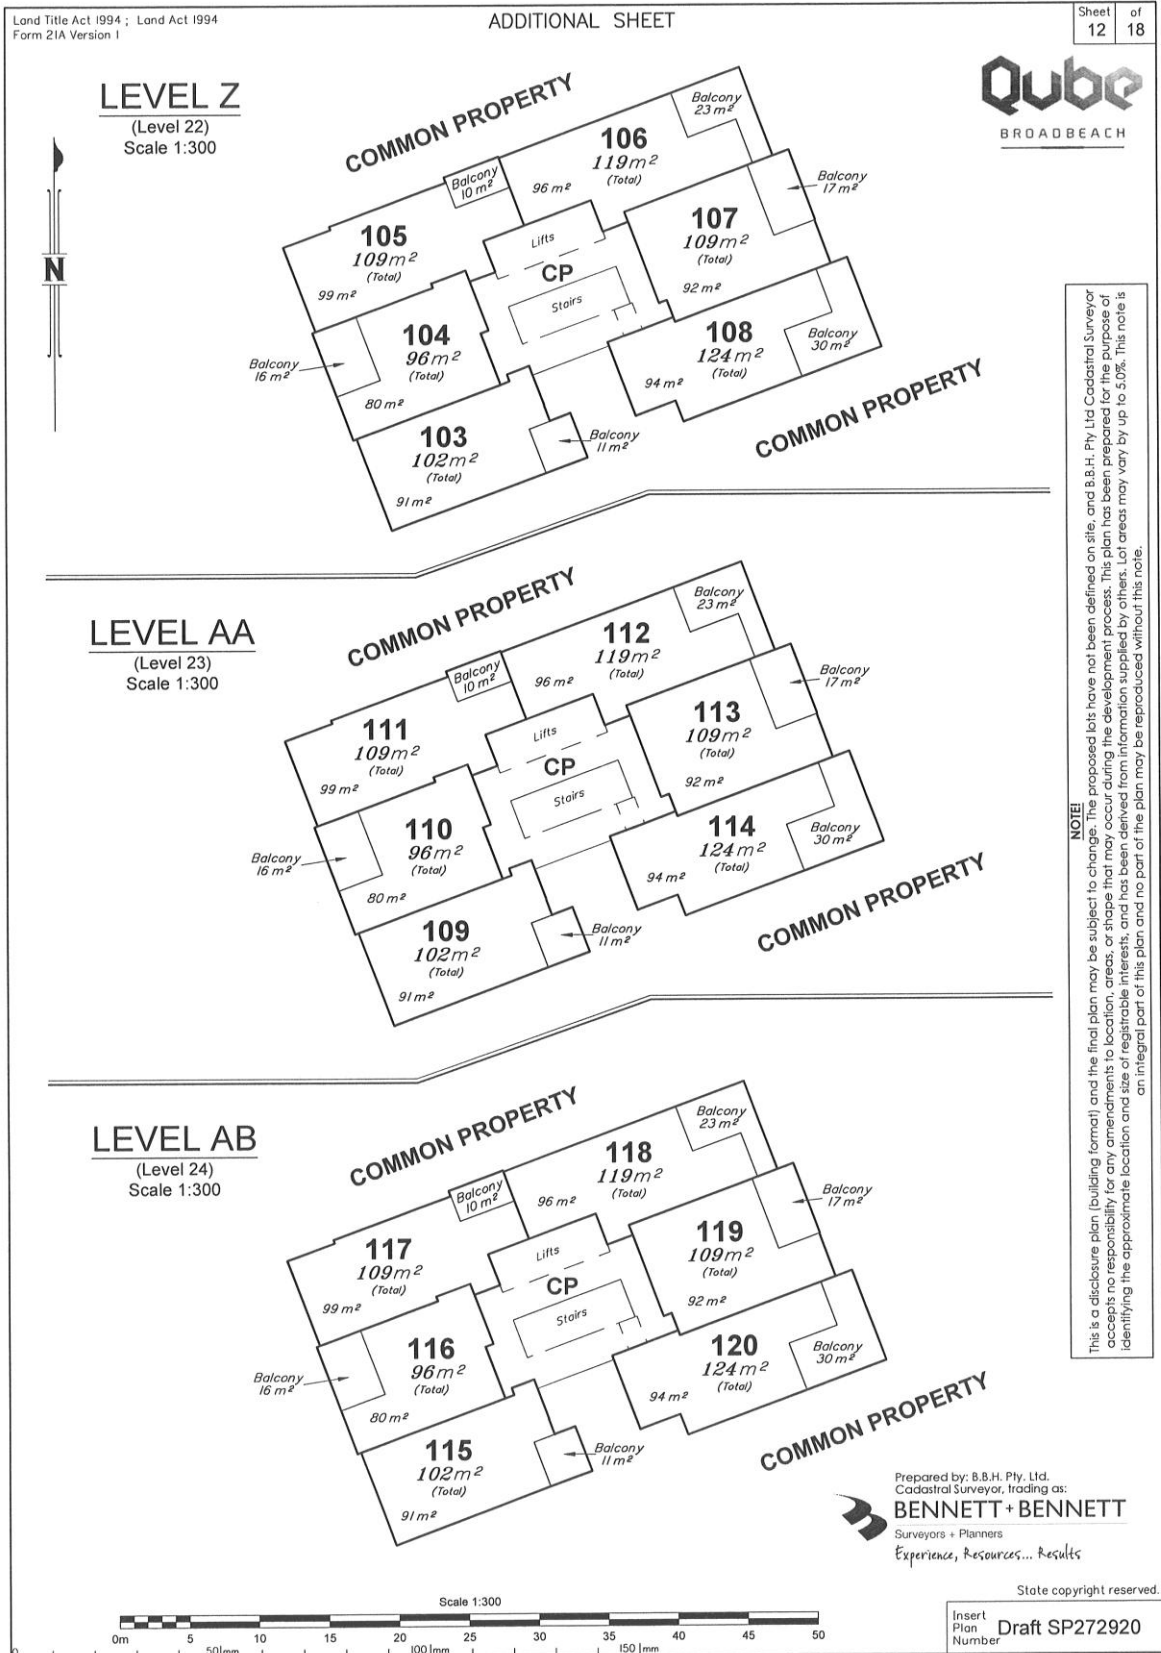 Land Title Act 1994 ; Land Act 1994
Form 21A Version 1
ADDITIONAL SHEET
Sheet of
12 18
Qube
BROADBEACH
LEVEL Z
(Level 22)
Scale 1:300
N
COMMON PROPERTY
Balcony
23 m²
106
119m²
(Total)
96 m²
Balcony
10 m²
Balcony
17 m²
105
109m²
(Total)
99 m²
107
109m²
(Total)
92 m²
Lifts
CP
Stairs
104
96m²
(Total)
80 m²
Balcony
16 m²
108
124m²
(Total)
94 m²
Balcony
30 m²
103
102m²
(Total)
91 m²
Balcony
11 m²
COMMON PROPERTY
LEVEL AA
(Level 23)
Scale 1:300
COMMON PROPERTY
Balcony
23 m²
112
119m²
(Total)
96 m²
Balcony
10 m²
Balcony
17 m²
111
109m²
(Total)
99 m²
113
109m²
(Total)
92 m²
Lifts
CP
Stairs
110
96m²
(Total)
80 m²
Balcony
16 m²
114
124m²
(Total)
94 m²
Balcony
30 m²
109
102m²
(Total)
91 m²
Balcony
11 m²
COMMON PROPERTY
LEVEL AB
(Level 24)
Scale 1:300
COMMON PROPERTY
Balcony
23 m²
118
119m²
(Total)
96 m²
Balcony
10 m²
Balcony
17 m²
117
109m²
(Total)
99 m²
119
109m²
(Total)
92 m²
Lifts
CP
Stairs
116
96m²
(Total)
80 m²
Balcony
16 m²
120
124m²
(Total)
94 m²
Balcony
30 m²
115
102m²
(Total)
91 m²
Balcony
11 m²
COMMON PROPERTY
NOTE!
This is a disclosure plan (building format) and the final plan may be subject to change. The proposed lots have not been defined on site, and B.B.H. Pty Ltd Cadastral Surveyor
accepts no responsibility for any amendments to location, areas, or shape that may occur during the development process. This plan has been prepared for the purpose of
identifying the approximate location and size of registrable interests, and has been derived from information supplied by others. Lot areas may vary by up to 5.0%. This note is
an integral part of this plan and no part of the plan may be reproduced without this note.
Prepared by: B.B.H. Pty. Ltd.
Cadastral Surveyor, trading as:
BENNETT + BENNETT
Surveyors + Planners
Experience, Resources... Results
Scale 1:300
0m 5 10 15 20 25 30 35 40 45 50
0 50 mm 100 mm 150 mm
State copyright reserved.
Insert
Plan
Number
Draft SP272920